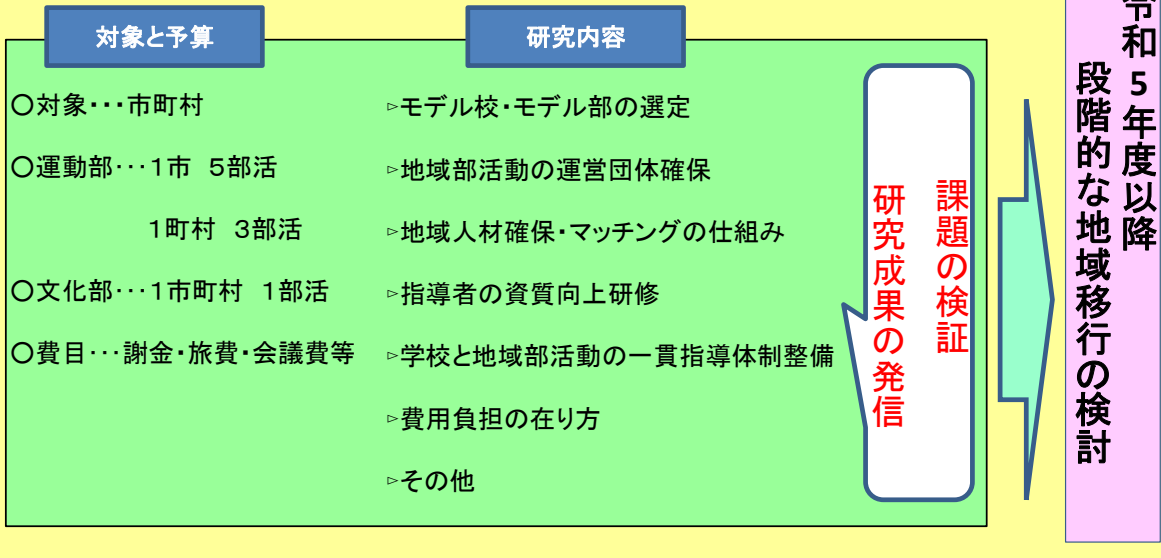 対象と予算
〇対象・・・市町村
〇運動部…1市 5部活
1町村 3部活
〇文化部…1市町村 1部活
〇費目…謝金・旅費・会議費等
研究内容
▹モデル校・モデル部の選定
▹地域部活動の運営団体確保
▹地域人材確保・マッチングの仕組み
▹指導者の資質向上研修
▹学校と地域部活動の一貫指導体制整備
▹費用負担の在り方
▹その他
課題の検証
研究成果の発信
令和5年度以降
段階的な地域移行の検討